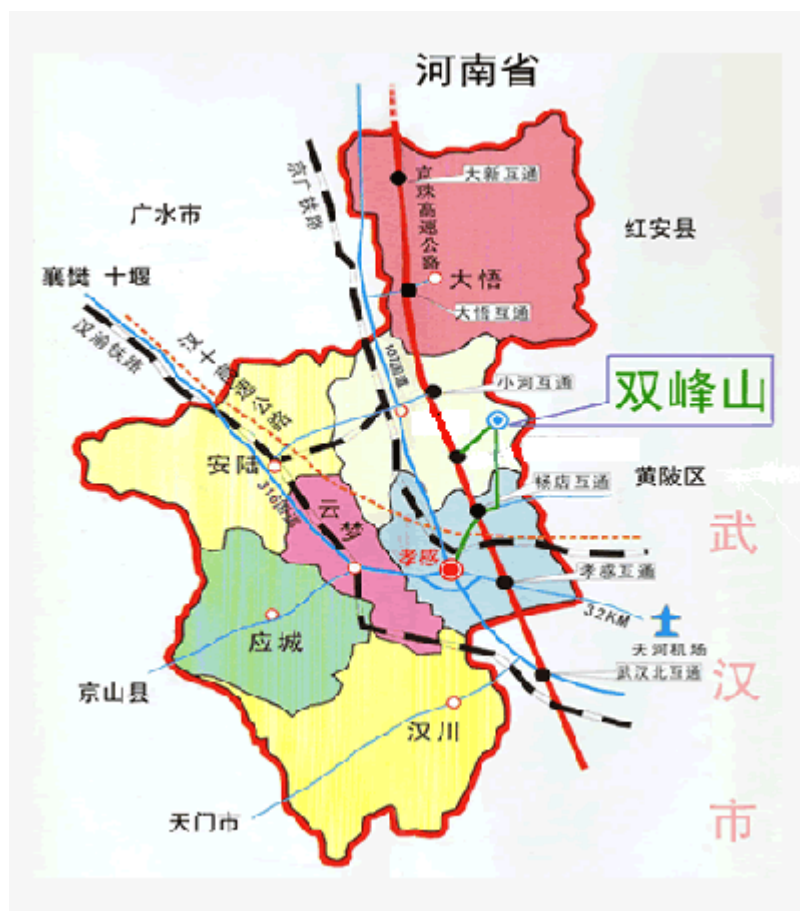 河南省
京广铁路
京珠高速公路
大新互通
广水市
红安县
襄樊 十堰
大悟
大悟互通
汉渝铁路
汉十高速公路
107国道
小河互通
双峰山
安陆
316国道
杨店互通
黄陂区
云梦
孝感
孝感互通
32KM
天河机场
应城
武汉北互通
京山县
汉川
天门市
武汉市